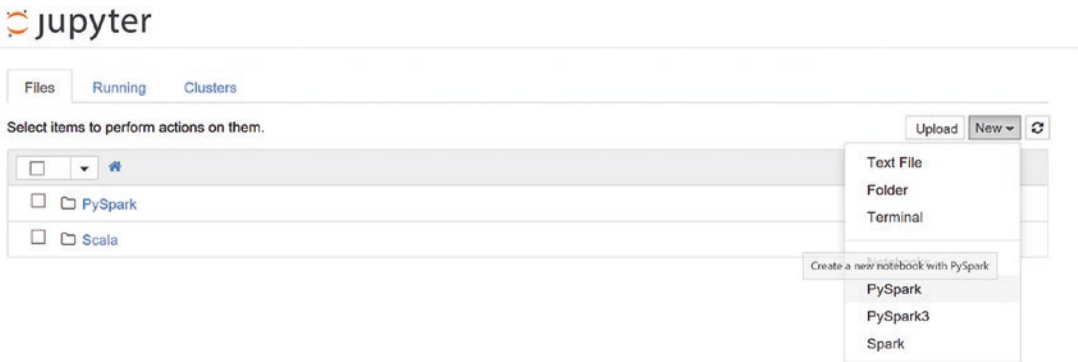 jupyter
Files Running Clusters
Select items to perform actions on them.
Upload New
Text File
Folder
PySpark
Terminal
Scala
Notebooks
Create a new notebook with PySpark
PySpark
PySpark3
Spark